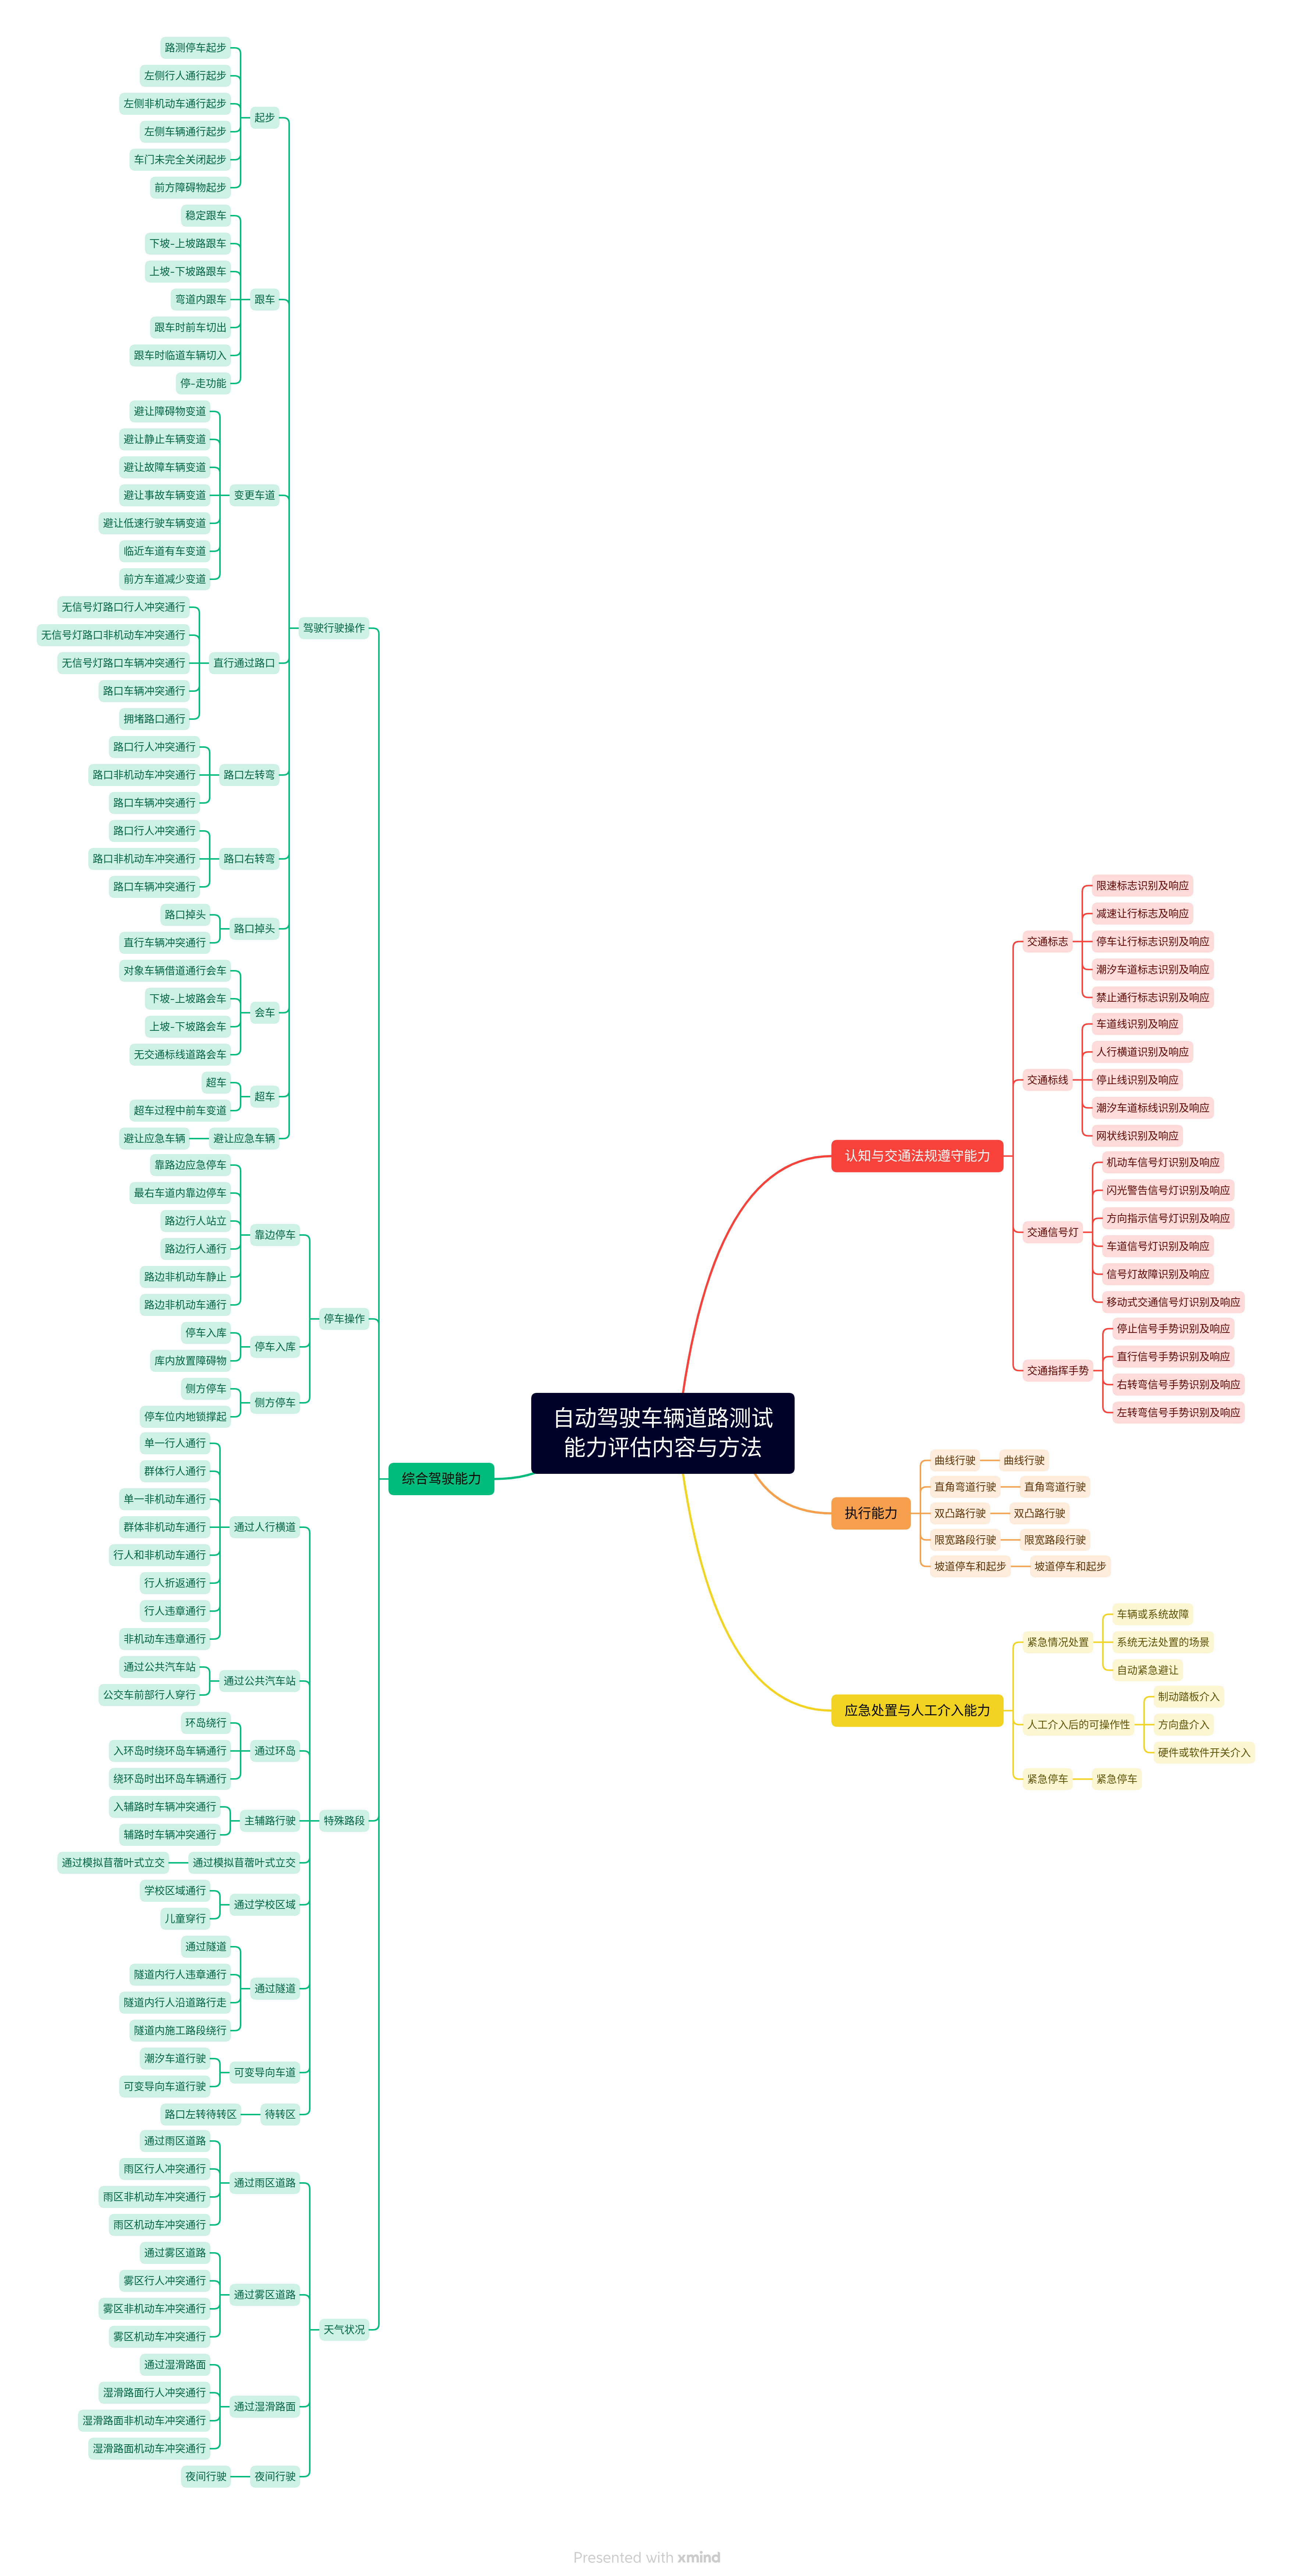 自动驾驶车辆道路测试
能力评估内容与方法
认知与交通法规遵守能力
交通标志
限速标志识别及响应
减速让行标志及响应
停车让行标志识别及响应
潮汐车道标志识别及响应
禁止通行标志识别及响应
交通标线
车道线识别及响应
人行横道识别及响应
停止线识别及响应
潮汐车道标线识别及响应
网状线识别及响应
交通信号灯
机动车信号灯识别及响应
闪光警告信号灯识别及响应
方向指示信号灯识别及响应
车道信号灯识别及响应
信号灯故障识别及响应
移动式交通信号灯识别及响应
交通指挥手势
停止信号手势识别及响应
直行信号手势识别及响应
右转弯信号手势识别及响应
左转弯信号手势识别及响应
执行能力
曲线行驶
曲线行驶
直角弯道行驶
直角弯道行驶
双凸路行驶
双凸路行驶
限宽路段行驶
限宽路段行驶
坡道停车和起步
坡道停车和起步
应急处置与人工介入能力
紧急情况处置
车辆或系统故障
系统无法处置的场景
自动紧急避让
人工介入后的可操作性
制动踏板介入
方向盘介入
硬件或软件开关介入
紧急停车
紧急停车
综合驾驶能力
驾驶行驶操作
起步
路测停车起步
左侧行人通行起步
左侧非机动车通行起步
左侧车辆通行起步
车门未完全关闭起步
前方障碍物起步
跟车
稳定跟车
下坡-上坡路跟车
上坡-下坡路跟车
弯道内跟车
跟车时前车切出
跟车时临道车辆切入
停-走功能
变更车道
避让障碍物变道
避让静止车辆变道
避让故障车辆变道
避让事故车辆变道
避让低速行驶车辆变道
临近车道有车变道
前方车道减少变道
直行通过路口
无信号灯路口行人冲突通行
无信号灯路口非机动车冲突通行
无信号灯路口车辆冲突通行
路口车辆冲突通行
拥堵路口通行
路口左转弯
路口行人冲突通行
路口非机动车冲突通行
路口车辆冲突通行
路口右转弯
路口行人冲突通行
路口非机动车冲突通行
路口车辆冲突通行
路口掉头
路口掉头
直行车辆冲突通行
会车
对象车辆借道通行会车
下坡-上坡路会车
上坡-下坡路会车
无交通标线道路会车
超车
超车
超车过程中前车变道
避让应急车辆
避让应急车辆
停车操作
靠边停车
靠路边应急停车
最右车道内靠边停车
路边行人站立
路边行人通行
路边非机动车静止
路边非机动车通行
停车入库
停车入库
库内放置障碍物
侧方停车
侧方停车
停车位内地锁撑起
特殊路段
通过人行横道
单一行人通行
群体行人通行
单一非机动车通行
群体非机动车通行
行人和非机动车通行
行人折返通行
行人违章通行
非机动车违章通行
通过公共汽车站
通过公共汽车站
公交车前部行人穿行
通过环岛
环岛绕行
入环岛时绕环岛车辆通行
绕环岛时出环岛车辆通行
主辅路行驶
入辅路时车辆冲突通行
辅路时车辆冲突通行
通过模拟苜蓿叶式立交
通过模拟苜蓿叶式立交
通过学校区域
学校区域通行
儿童穿行
通过隧道
通过隧道
隧道内行人违章通行
隧道内行人沿道路行走
隧道内施工路段绕行
可变导向车道
潮汐车道行驶
可变导向车道行驶
待转区
路口左转待转区
天气状况
通过雨区道路
通过雨区道路
雨区行人冲突通行
雨区非机动车冲突通行
雨区机动车冲突通行
通过雾区道路
通过雾区道路
雾区行人冲突通行
雾区非机动车冲突通行
雾区机动车冲突通行
通过湿滑路面
通过湿滑路面
湿滑路面行人冲突通行
湿滑路面非机动车冲突通行
湿滑路面机动车冲突通行
夜间行驶
夜间行驶
Presented with xmind